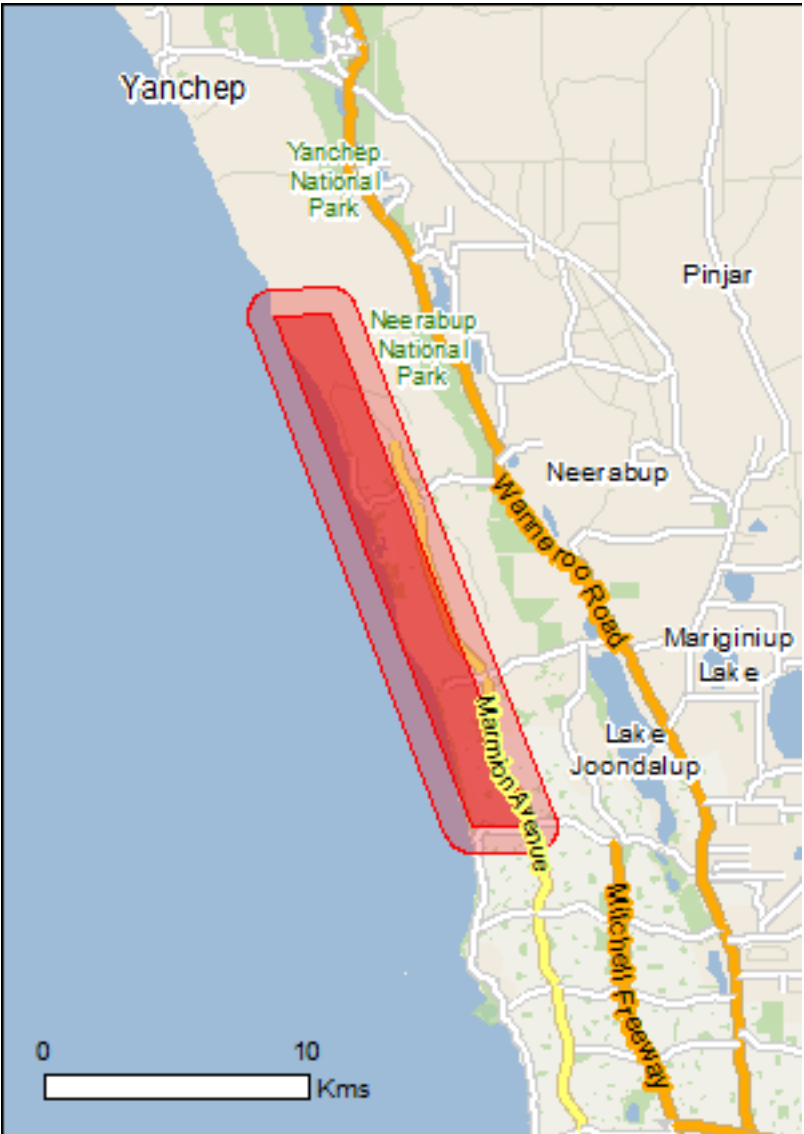 Yanchep
Yanchep
National
Park
Pinjar
Neerabup
National
Park
Neerabup
Wanneroo Road
Mariginiup
Lake
Marmion Avenue
Lake
Joondalup
Mitchell Freeway
0 10
Kms